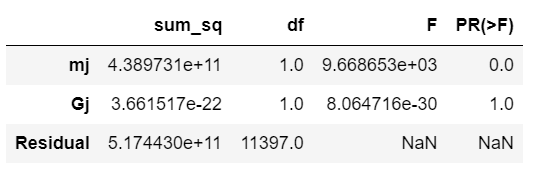 sum_sq df F PR(>F)
mj 4.389731e+11 1.0 9.668653e+03 0.0
Gj 3.661517e-22 1.0 8.064716e-30 1.0
Residual 5.174430e+11 11397.0 NaN NaN